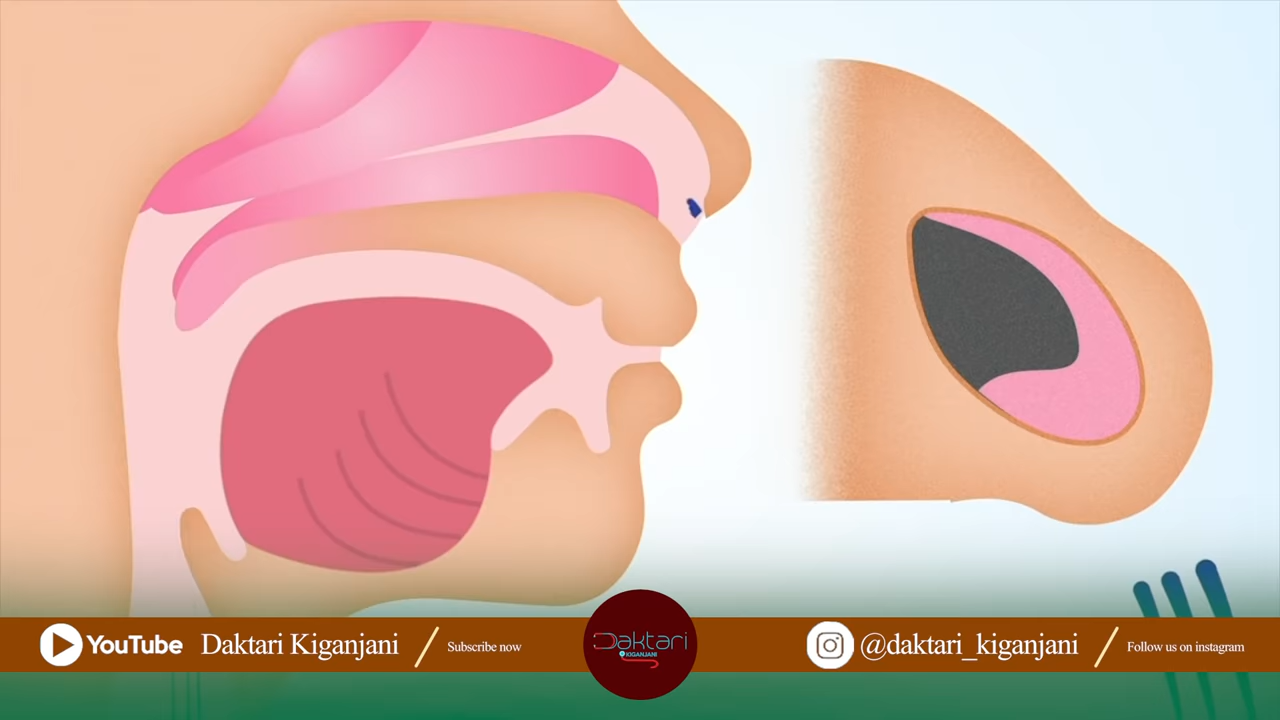 YouTube Daktari Kiganjani Subscribe now
Daktari
KIGANJANI
@daktari_kiganjani Follow us on instagram